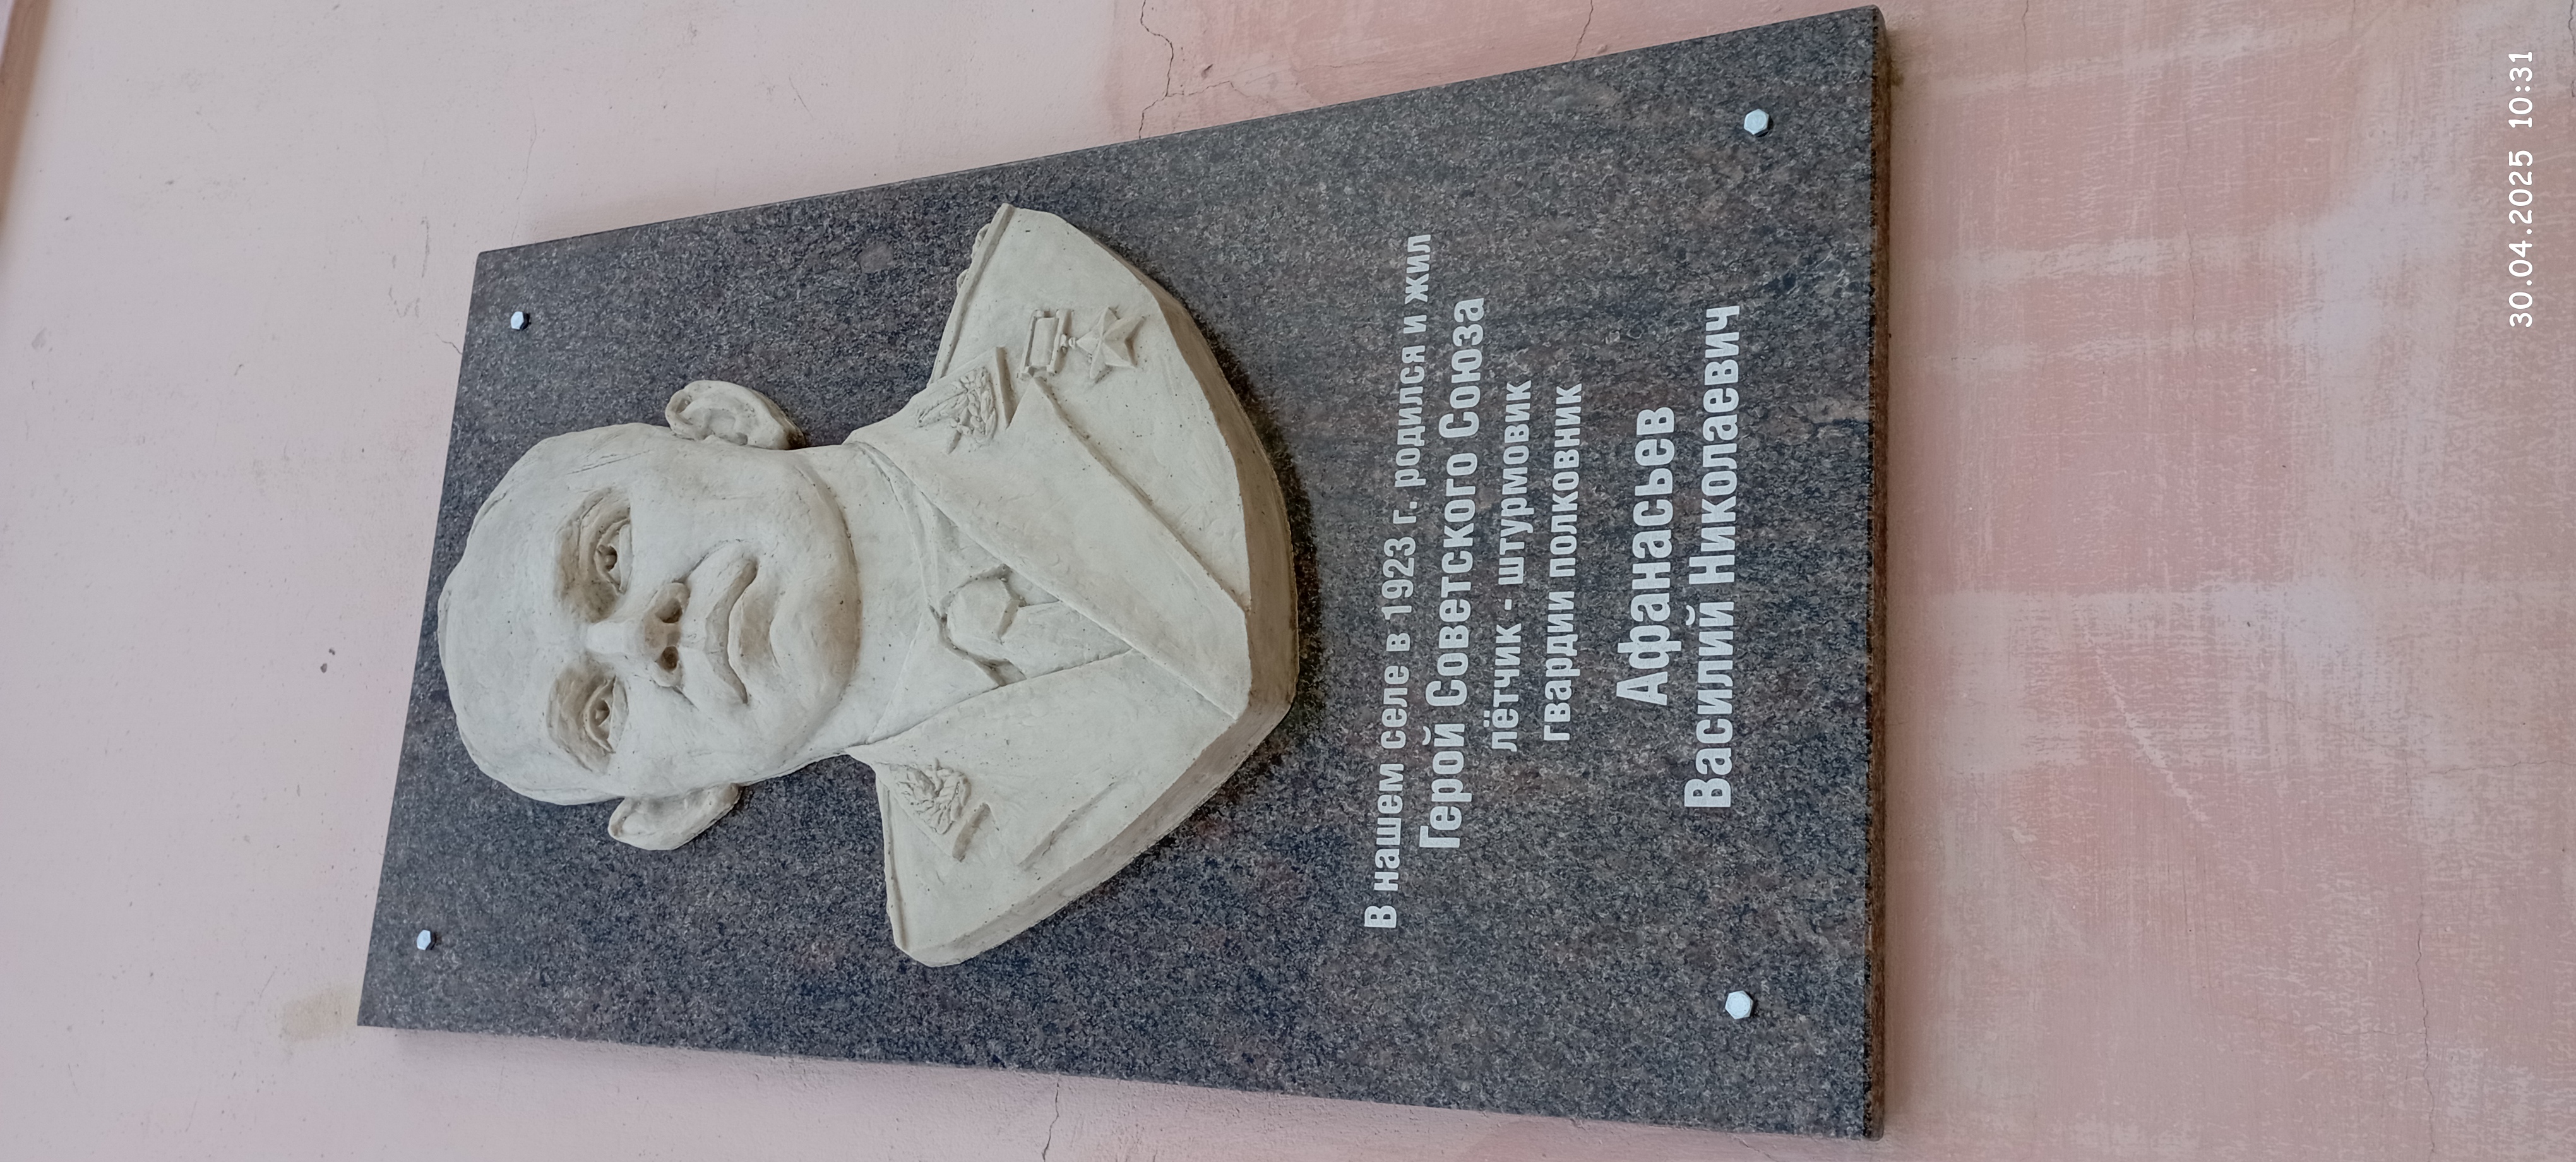 В нашем селе в 1923 г. родился и жил
Герой Советского Союза
лётчик - штурмовик
гвардии полковник
Афанасьев
Василий Николаевич
30.04.2025 10:31